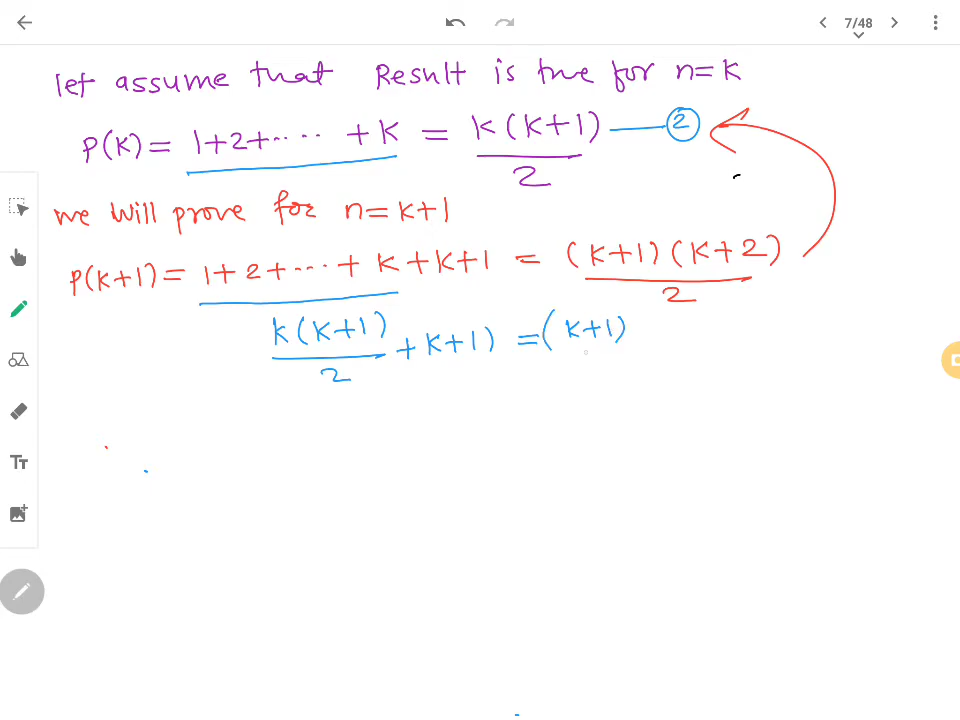 7/48
let assume that Result is true for n=k
P(k)= 1+2+..... +k = k(k+1)/2 —②
we will prove for n=k+1
P(k+1)= 1+2+....+ k+k+1 = (k+1)(k+2)/2
k(k+1)/2 +k+1) =(k+1)
Tт